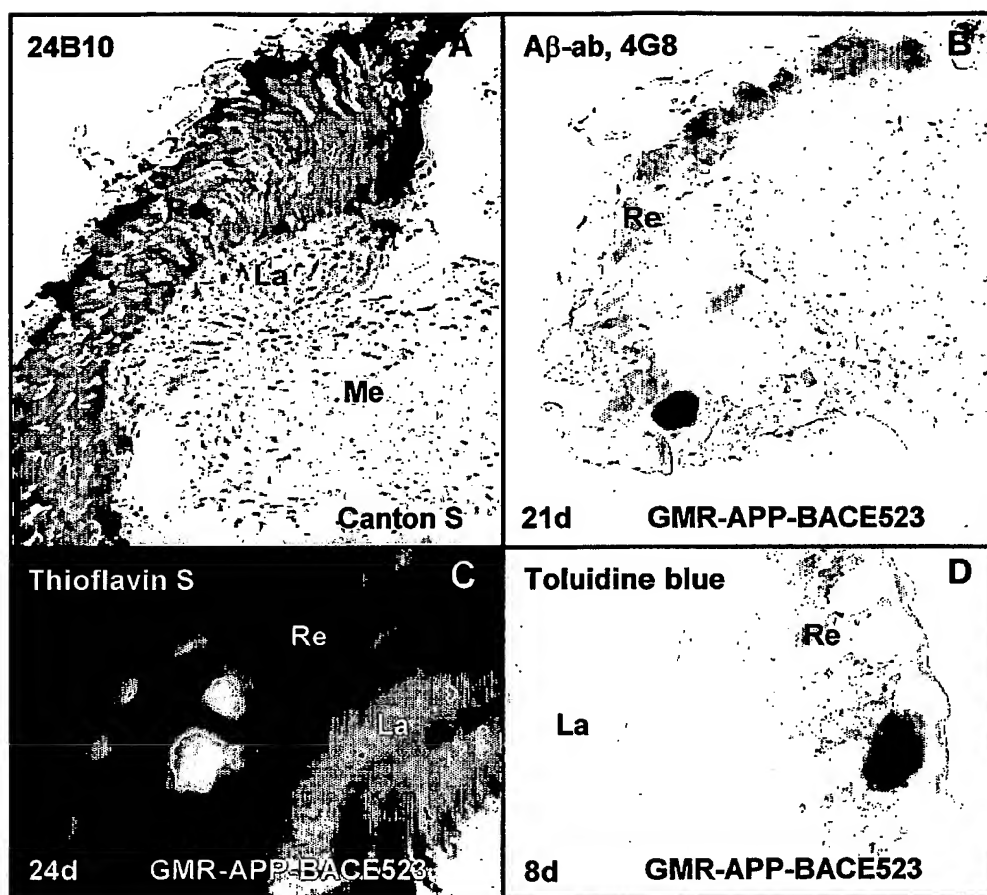 24B10
A
Re
La
Me
Canton S
Aβ-ab, 4G8
B
Re
21d GMR-APP-BACE523
Thioflavin S
C
Re
La
24d GMR-APP-BACE523
Toluidine blue
D
Re
La
8d GMR-APP-BACE523